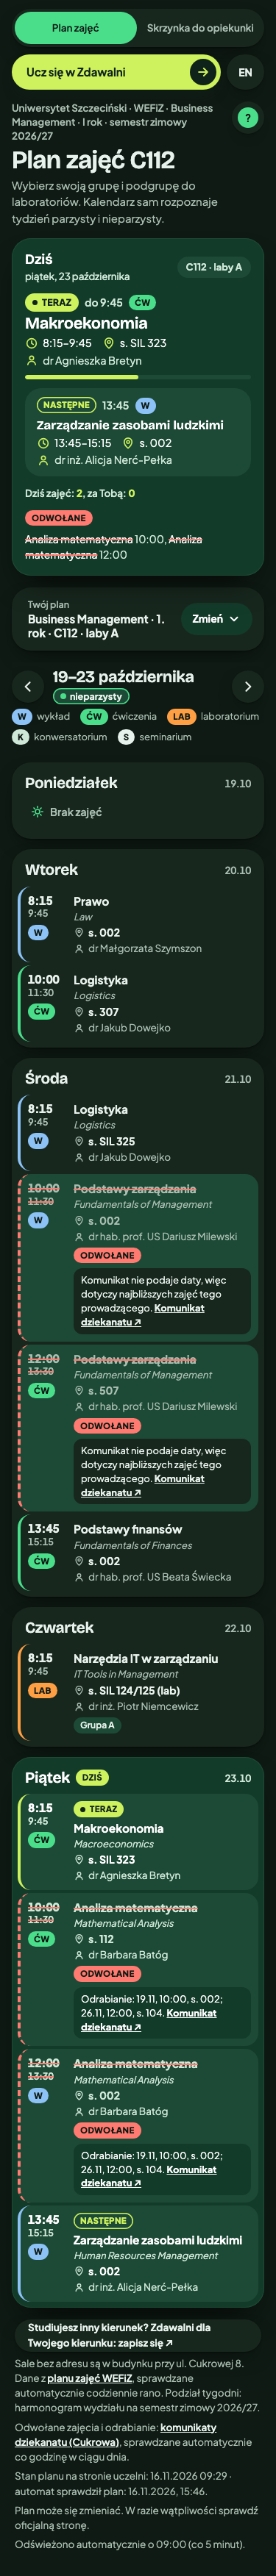 Plan zajęć
Skrzynka do opiekunki
Ucz się w Zdawalni
EN
Uniwersytet Szczeciński · WEFiZ · Business
Management · I rok · semestr zimowy
2026/27
?
Plan zajęć C112
Wybierz swoją grupę i podgrupę do
laboratoriów. Kalendarz sam rozpozna
tydzień parzysty i nieparzysty.
Dziś
piątek, 23 października
C112 · laby A
TERAZ do 9:45 ĆW
Makroekonomia
8:15–9:45 s. SIL 323
dr Agnieszka Bretyn
NASTĘPNE 13:45 W
Zarządzanie zasobami ludzkimi
13:45–15:15 s. 002
dr inż. Alicja Nerć-Pełka
Dziś zajęć: 2, za Tobą: 0
ODWOŁANE
Analiza matematyczna 10:00, Analiza
matematyczna 12:00
Twój plan
Business Management · 1.
rok · C112 · laby A
Zmień
19–23 października
nieparzysty
W wykład ĆW ćwiczenia LAB laboratorium
K konwersatorium S seminarium
Poniedziałek 19.10
Brak zajęć
Wtorek 20.10
8:15 Prawo
9:45 Law
W s. 002
dr Małgorzata Szymszon
10:00 Logistyka
11:30 Logistics
ĆW s. 307
dr Jakub Dowejko
Środa 21.10
8:15 Logistyka
9:45 Logistics
W s. SIL 325
dr Jakub Dowejko
10:00 Podstawy zarządzania
11:30 Fundamentals of Management
W s. 002
dr hab. prof. US Dariusz Milewski
ODWOŁANE
Komunikat nie podaje daty, więc
dotyczy najbliższych zajęć tego
prowadzącego. Komunikat
dziekanatu ↗
12:00 Podstawy zarządzania
13:30 Fundamentals of Management
ĆW s. 507
dr hab. prof. US Dariusz Milewski
ODWOŁANE
Komunikat nie podaje daty, więc
dotyczy najbliższych zajęć tego
prowadzącego. Komunikat
dziekanatu ↗
13:45 Podstawy finansów
15:15 Fundamentals of Finances
ĆW s. 002
dr hab. prof. US Beata Świecka
Czwartek 22.10
8:15 Narzędzia IT w zarządzaniu
9:45 IT Tools in Management
LAB s. SIL 124/125 (lab)
dr inż. Piotr Niemcewicz
Grupa A
Piątek DZIŚ 23.10
8:15 TERAZ
9:45 Makroekonomia
ĆW Macroeconomics
s. SIL 323
dr Agnieszka Bretyn
10:00 Analiza matematyczna
11:30 Mathematical Analysis
ĆW s. 112
dr Barbara Batóg
ODWOŁANE
Odrabianie: 19.11, 10:00, s. 002;
26.11, 12:00, s. 104. Komunikat
dziekanatu ↗
12:00 Analiza matematyczna
13:30 Mathematical Analysis
W s. 002
dr Barbara Batóg
ODWOŁANE
Odrabianie: 19.11, 10:00, s. 002;
26.11, 12:00, s. 104. Komunikat
dziekanatu ↗
13:45 NASTĘPNE
15:15 Zarządzanie zasobami ludzkimi
W Human Resources Management
s. 002
dr inż. Alicja Nerć-Pełka
Studiujesz inny kierunek? Zdawalni dla
Twojego kierunku: zapisz się ↗
Sale bez adresu są w budynku przy ul. Cukrowej 8.
Dane z planu zajęć WEFiZ, sprawdzane
automatycznie codziennie rano. Podział tygodni:
harmonogram wydziału na semestr zimowy 2026/27.
Odwołane zajęcia i odrabianie: komunikaty
dziekanatu (Cukrowa), sprawdzane automatycznie
co godzinę w ciągu dnia.
Stan planu na stronie uczelni: 16.11.2026 09:29 ·
automat sprawdził plan: 16.11.2026, 15:46.
Plan może się zmieniać. W razie wątpliwości sprawdź
oficjalną stronę.
Odświeżono automatycznie o 09:00 (co 5 minut).